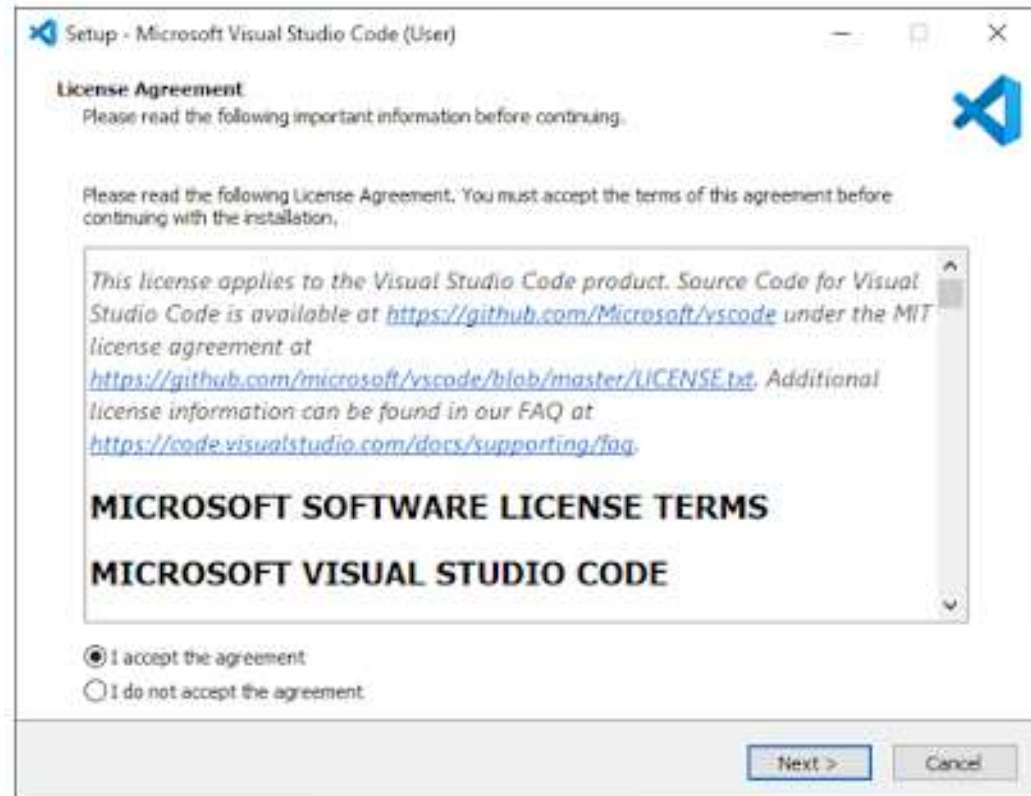 Setup - Microsoft Visual Studio Code (User)
License Agreement
Please read the following important information before continuing.
Please read the following License Agreement. You must accept the terms of this agreement before
continuing with the installation.
This license applies to the Visual Studio Code product. Source Code for Visual
Studio Code is available at https://github.com/Microsoft/vscode under the MIT
license agreement at
https://github.com/microsoft/vscode/blob/master/LICENSE.txt. Additional
license information can be found in our FAQ at
https://code.visualstudio.com/docs/supporting/faq.
MICROSOFT SOFTWARE LICENSE TERMS
MICROSOFT VISUAL STUDIO CODE
I accept the agreement
I do not accept the agreement
Next >
Cancel